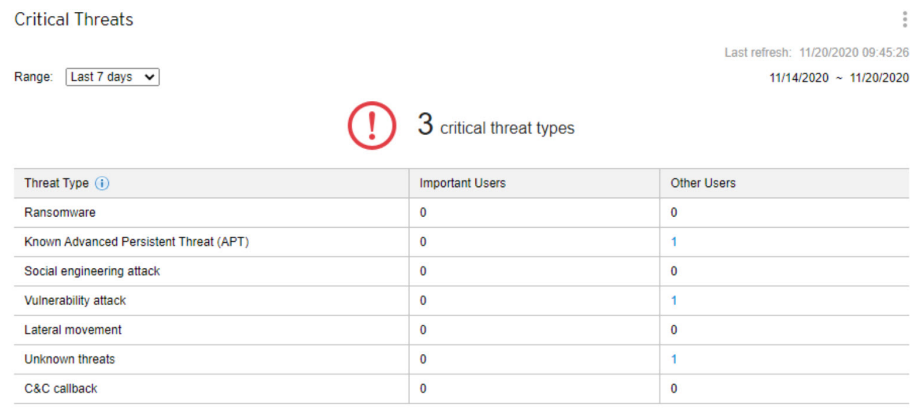 Critical Threats
Last refresh: 11/20/2020 09:45:26
Range: Last 7 days 11/14/2020 ~ 11/20/2020
3 critical threat types
Threat Type Important Users Other Users
Ransomware 0 0
Known Advanced Persistent Threat (APT) 0 1
Social engineering attack 0 0
Vulnerability attack 0 1
Lateral movement 0 0
Unknown threats 0 1
C&C callback 0 0